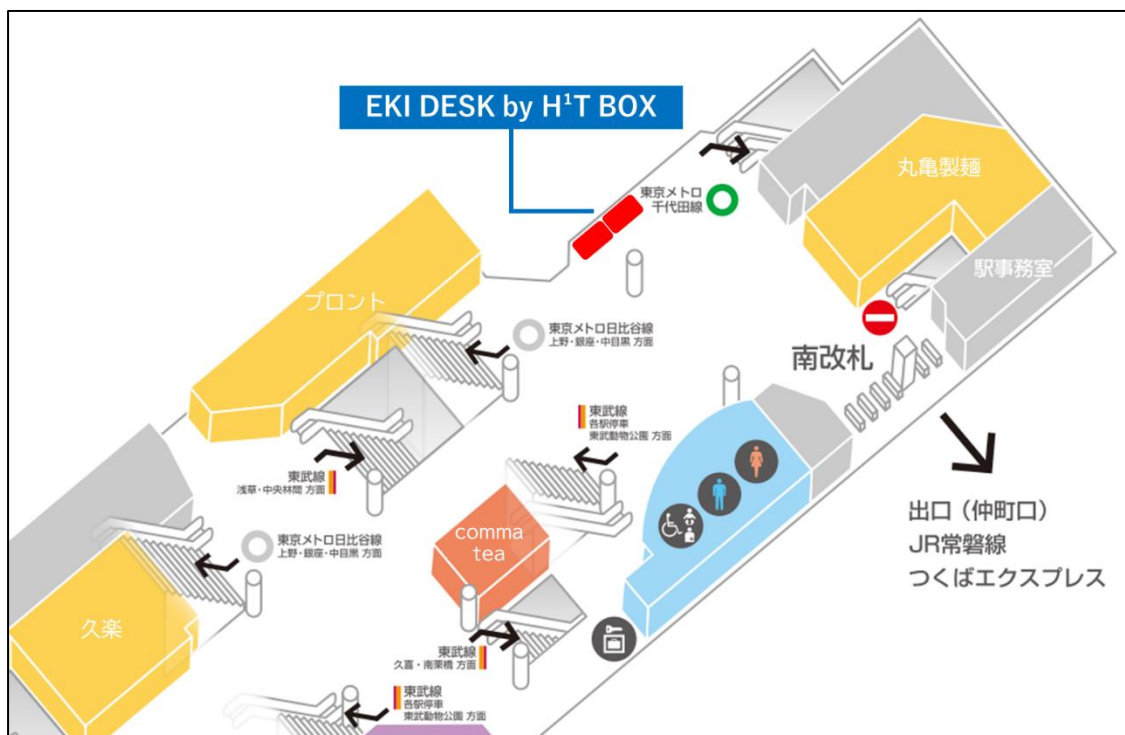 EKI DESK by H¹T BOX
丸亀製麺
東京メトロ
千代田線
駅事務室
プロント
東京メトロ日比谷線
上野・銀座・中目黒 方面
南改札
東武線
各駅停車
東武動物公園 方面
東武線
浅草・中央林間 方面
出口（仲町口）
JR常磐線
つくばエクスプレス
comma
tea
東京メトロ日比谷線
上野・銀座・中目黒 方面
久楽
東武線
久喜・南栗橋 方面
東武線
各駅停車
東武動物公園 方面